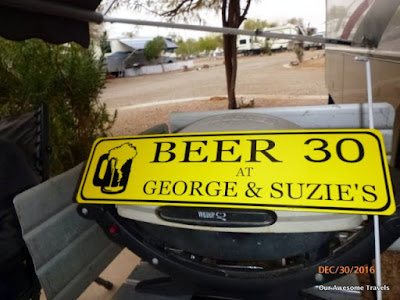 BEER 30
AT
GEORGE & SUZIE'S
Weber Q
DEC/30/2016
*Our Awesome Travels